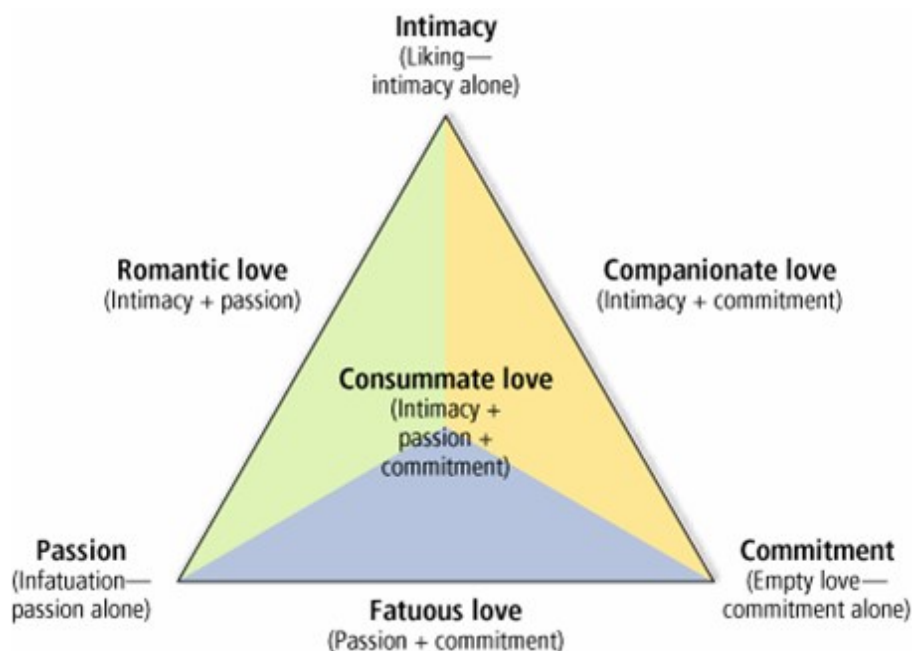 Intimacy
(Liking—
intimacy alone)
Romantic love
(Intimacy + passion)
Companionate love
(Intimacy + commitment)
Consummate love
(Intimacy +
passion +
commitment)
Passion
(Infatuation—
passion alone)
Commitment
(Empty love—
commitment alone)
Fatuous love
(Passion + commitment)